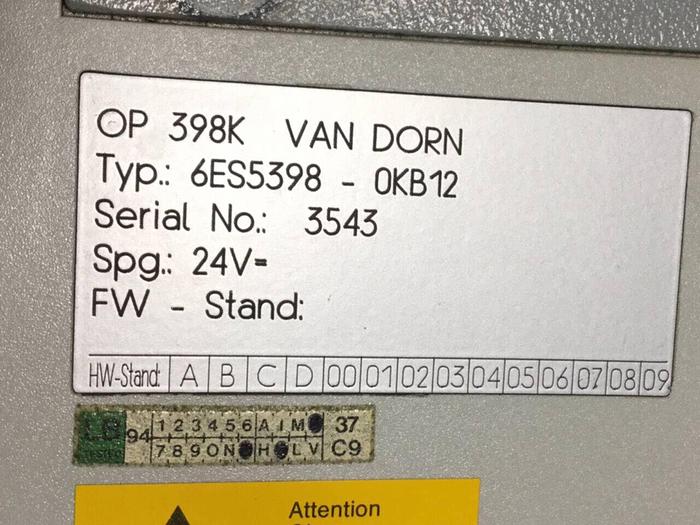 OP 398K VAN DORN
Typ.: 6ES5398 - 0KB12
Serial No.: 3543
Spg.: 24V=
FW - Stand:
HW-Stand: A B C D 00 01 02 03 04 05 06 07 08 09
94 1 2 3 4 5 6 A J M 37
7 8 9 O N H L V C9
Attention